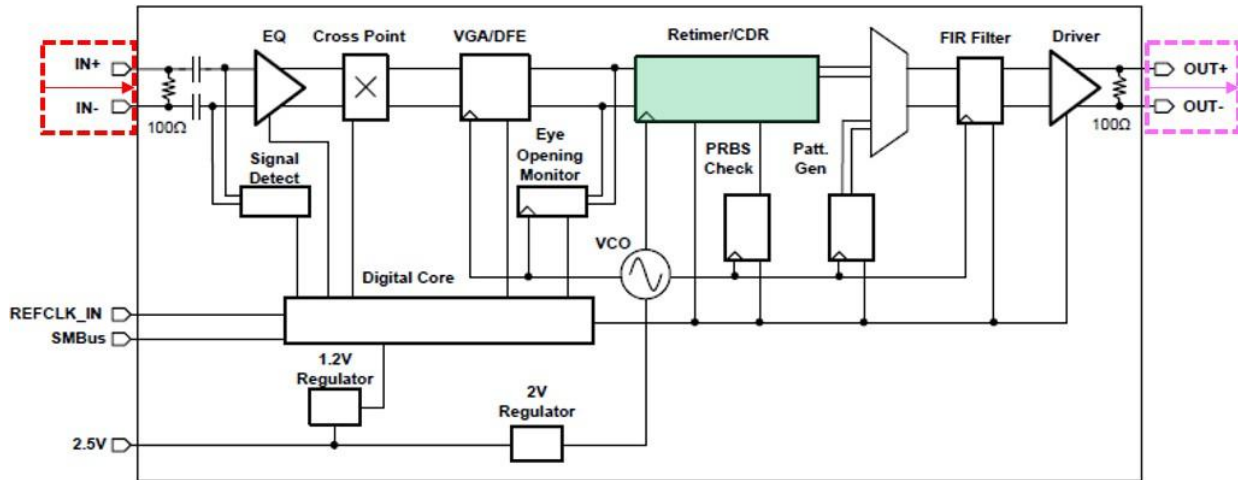 EQ
Cross Point
VGA/DFE
Retimer/CDR
FIR Filter
Driver
IN+
IN-
100Ω
OUT+
OUT-
100Ω
Signal
Detect
Eye
Opening
Monitor
PRBS
Check
Patt.
Gen
VCO
Digital Core
REFCLK_IN
SMBus
1.2V
Regulator
2V
Regulator
2.5V